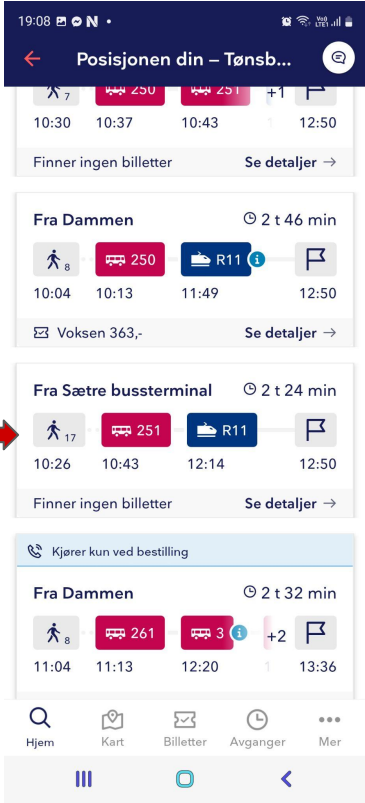 19:08 N •
Posisjonen din – Tønsb...
7 250 251 +1
10:30 10:37 10:43 12:50
Finner ingen billetter Se detaljer →
Fra Dammen 2 t 46 min
8 250 R11 i
10:04 10:13 11:49 12:50
Voksen 363,- Se detaljer →
Fra Sætre bussterminal 2 t 24 min
17 251 R11
10:26 10:43 12:14 12:50
Finner ingen billetter Se detaljer →
Kjører kun ved bestilling
Fra Dammen 2 t 32 min
8 261 3 i +2
11:04 11:13 12:20 1 13:36
Hjem Kart Billetter Avganger Mer